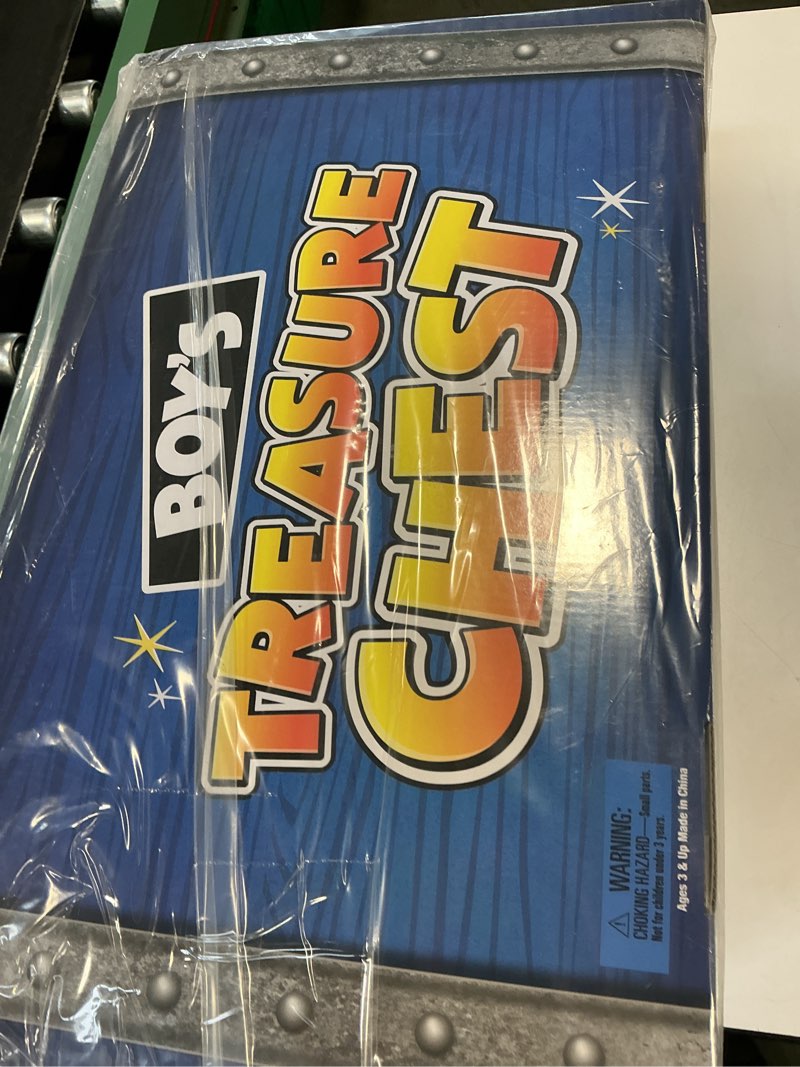 BOY'S
TREASURE
CHEST
⚠ WARNING:
CHOKING HAZARD—Small parts.
Not for children under 3 years.
Ages 3 & Up Made in China